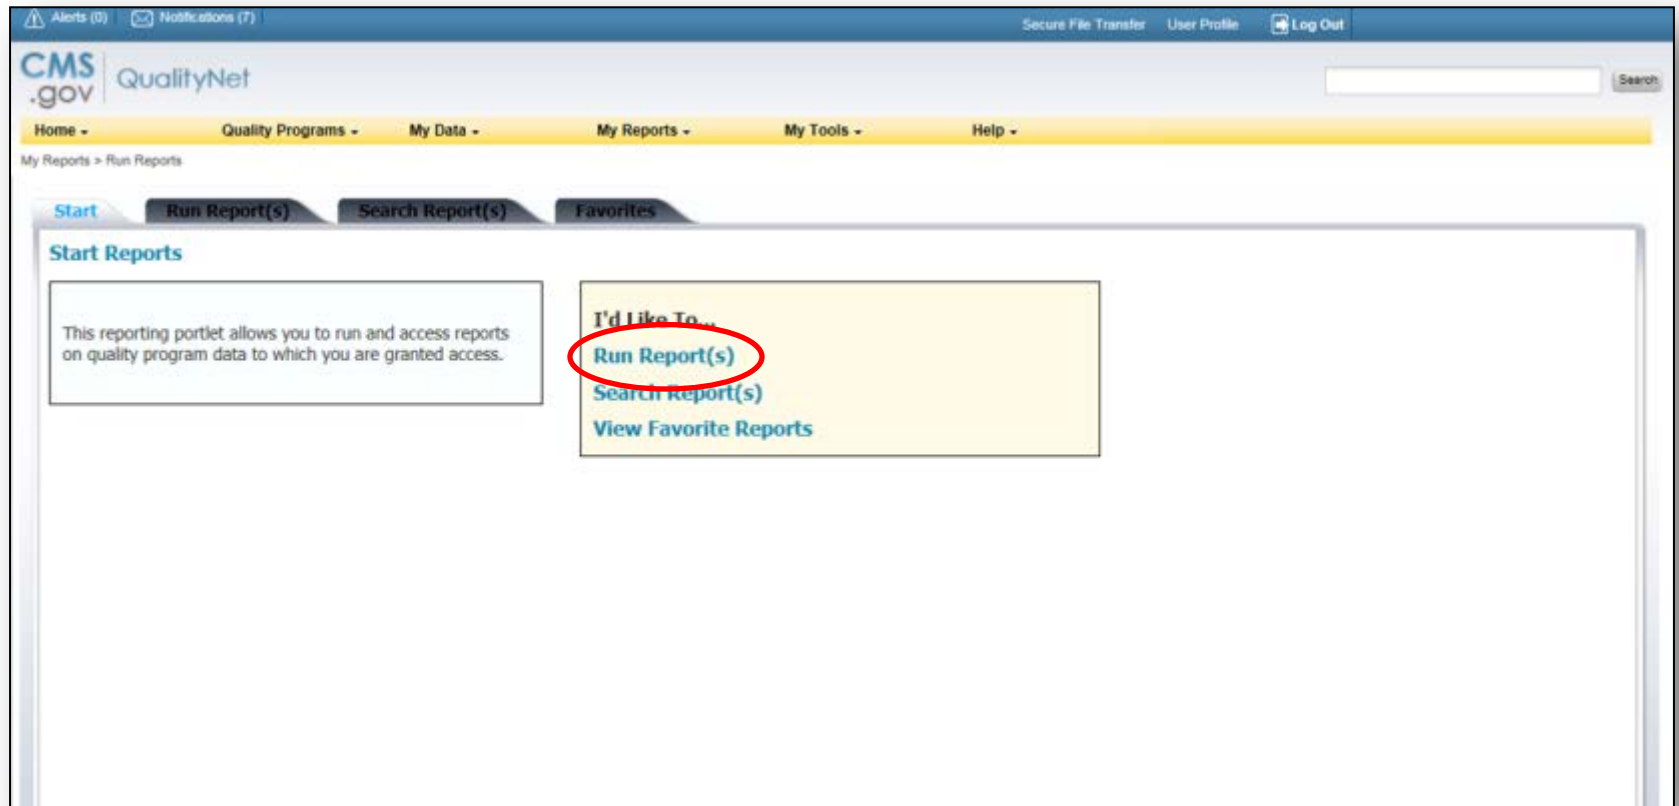 Alerts (0) Notifications (7) Secure File Transfer User Profile Log Out
CMS
.gov
QualityNet
Search
Home Quality Programs My Data My Reports My Tools Help
My Reports > Run Reports
Start Run Report(s) Search Report(s) Favorites
Start Reports
This reporting portlet allows you to run and access reports
on quality program data to which you are granted access.
I'd Like To...
Run Report(s)
Search Report(s)
View Favorite Reports